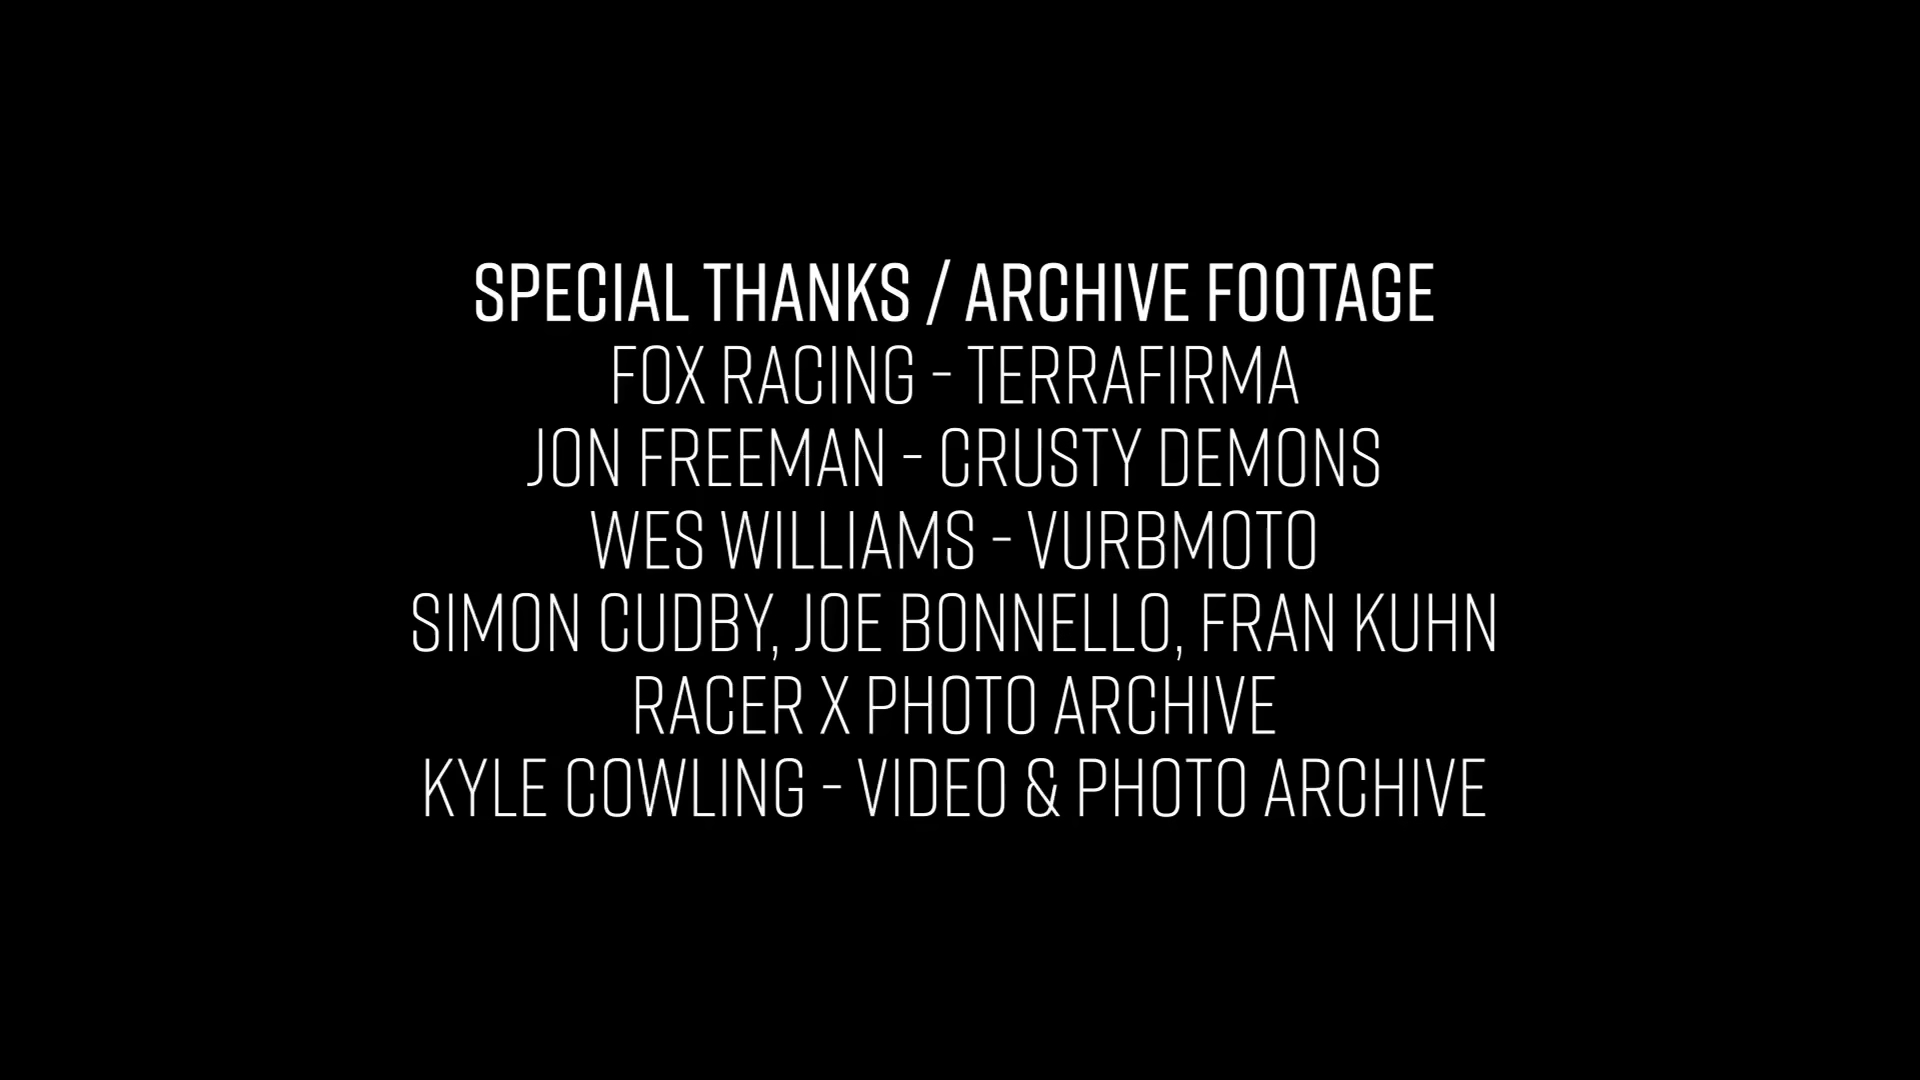 SPECIAL THANKS / ARCHIVE FOOTAGE
FOX RACING - TERRAFIRMA
JON FREEMAN - CRUSTY DEMONS
WES WILLIAMS - VURBMOTO
SIMON CUDBY, JOE BONNELLO, FRAN KUHN
RACER X PHOTO ARCHIVE
KYLE COWLING - VIDEO & PHOTO ARCHIVE